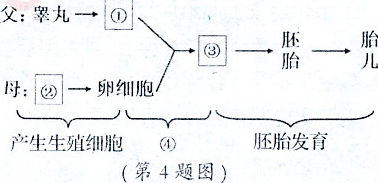 父：睾丸 → ① 
③ → 胚胎 → 胎儿
母：② → 卵细胞
产生生殖细胞 ④ 胚胎发育
(第4题图)